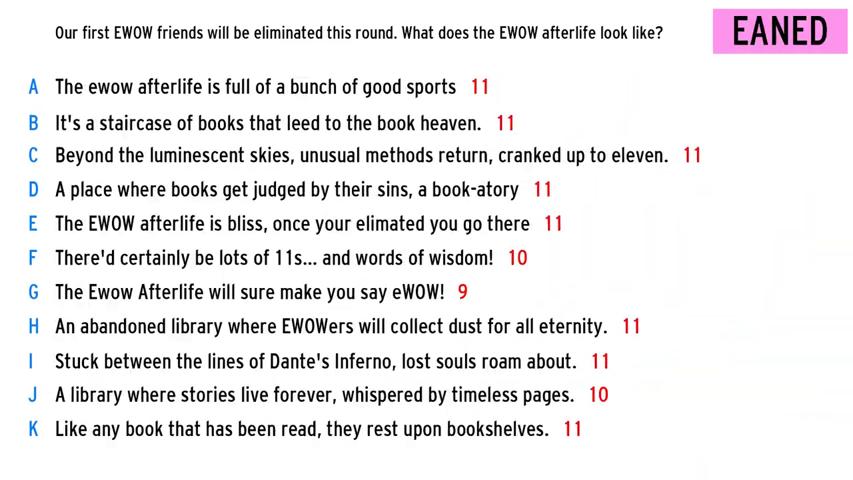 Our first EWOW friends will be eliminated this round. What does the EWOW afterlife look like?
EANED
A The ewow afterlife is full of a bunch of good sports 11
B It's a staircase of books that leed to the book heaven. 11
C Beyond the luminescent skies, unusual methods return, cranked up to eleven. 11
D A place where books get judged by their sins, a book-atory 11
E The EWOW afterlife is bliss, once your elimated you go there 11
F There'd certainly be lots of 11s... and words of wisdom! 10
G The Ewow Afterlife will sure make you say eWOW! 9
H An abandoned library where EWOWers will collect dust for all eternity. 11
I Stuck between the lines of Dante's Inferno, lost souls roam about. 11
J A library where stories live forever, whispered by timeless pages. 10
K Like any book that has been read, they rest upon bookshelves. 11